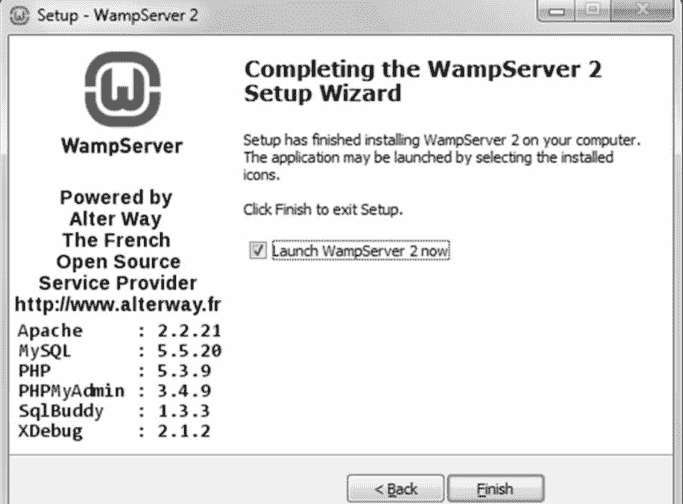 Setup - WampServer 2
WampServer
Powered by
Alter Way
The French
Open Source
Service Provider
http://www.alterway.fr
Apache : 2.2.21
MySQL : 5.5.20
PHP : 5.3.9
PHPMyAdmin : 3.4.9
SqlBuddy : 1.3.3
XDebug : 2.1.2
Completing the WampServer 2
Setup Wizard
Setup has finished installing WampServer 2 on your computer.
The application may be launched by selecting the installed
icons.
Click Finish to exit Setup.
Launch WampServer 2 now
< Back
Finish